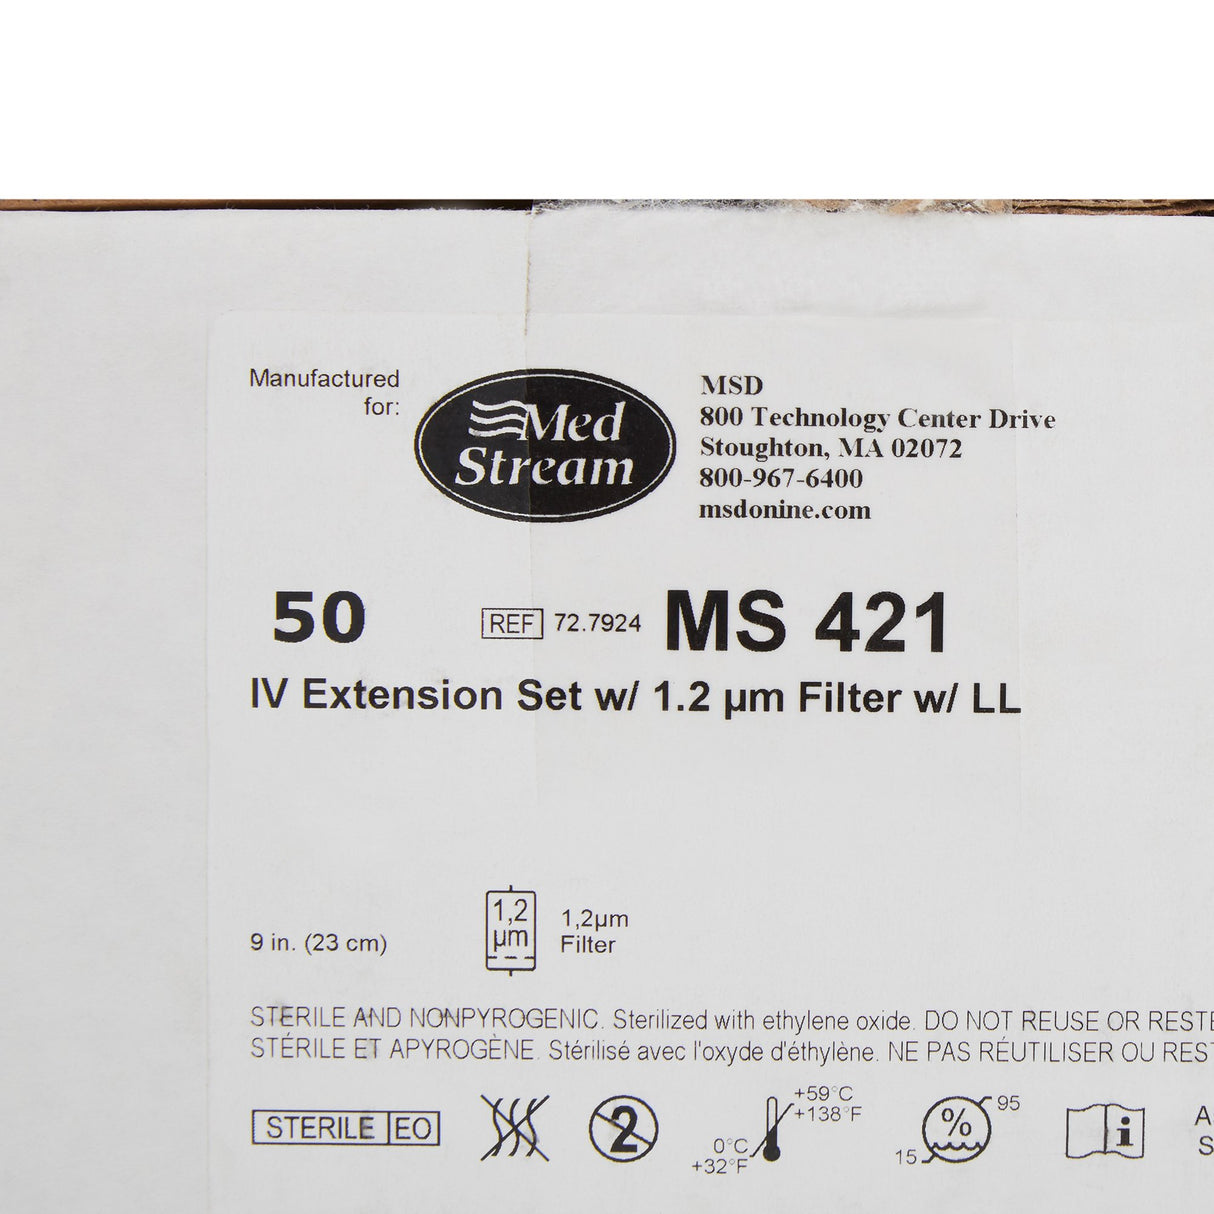 Manufactured
for:
Med
Stream
MSD
800 Technology Center Drive
Stoughton, MA 02072
800-967-6400
msdonine.com
50
REF 72.7924 MS 421
IV Extension Set w/ 1.2 µm Filter w/ LL
9 in. (23 cm)
1,2
µm
1,2µm
Filter
STERILE AND NONPYROGENIC. Sterilized with ethylene oxide. DO NOT REUSE OR RESTE
STÉRILE ET APYROGÈNE. Stérilisé avec l'oxyde d'éthylène. NE PAS RÉUTILISER OU RES
STERILE EO
2
+59°C
+138°F
0°C
+32°F
%
95
15
i
A
S